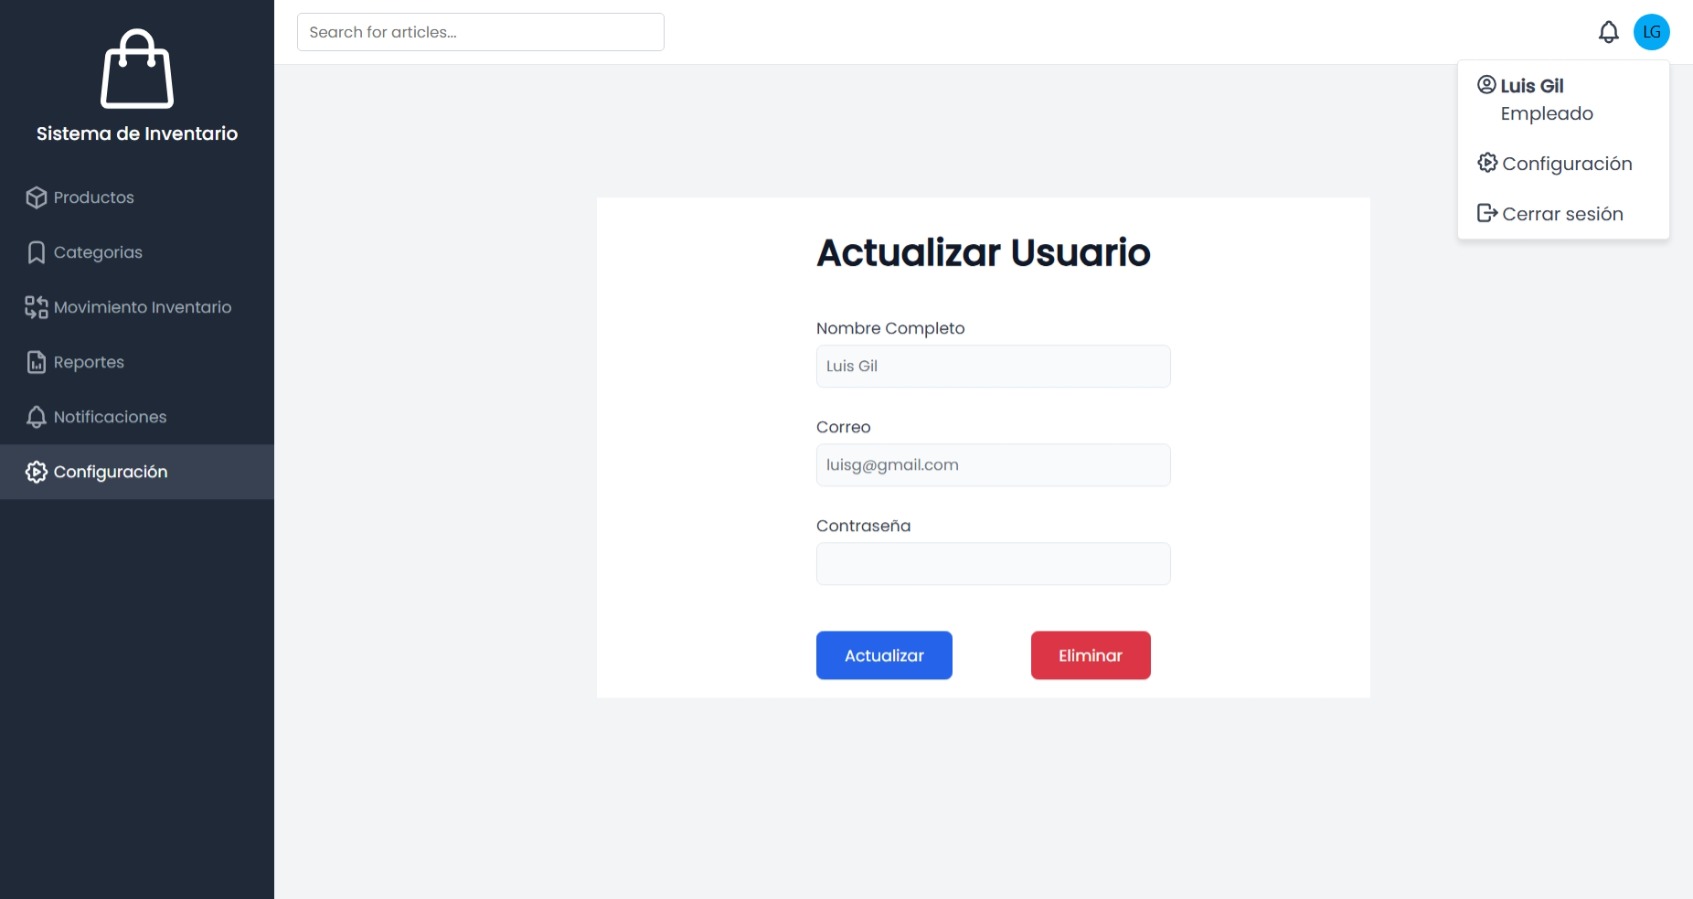 Sistema de Inventario
Productos
Categorias
Movimiento Inventario
Reportes
Notificaciones
Configuración
Search for articles...
LG
Luis Gil
Empleado
Configuración
Cerrar sesión
Actualizar Usuario
Nombre Completo
Luis Gil
Correo
luisg@gmail.com
Contraseña
Actualizar
Eliminar